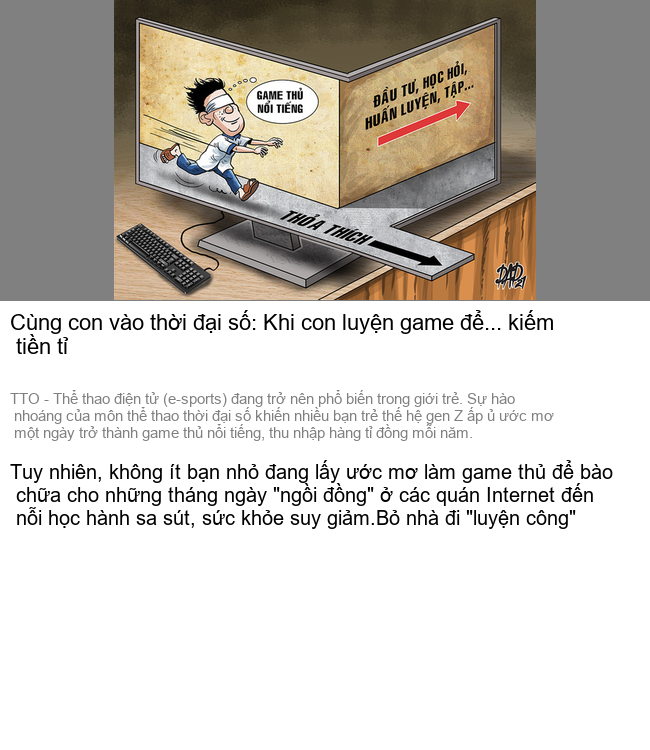 GAME THỦ
NỔI TIẾNG
ĐẦU TƯ, HỌC HỎI,
HUẤN LUYỆN, TẬP...
THỎA THÍCH
DAD
21
Cùng con vào thời đại số: Khi con luyện game để... kiếm
tiền tỉ
TTO - Thể thao điện tử (e-sports) đang trở nên phổ biến trong giới trẻ. Sự hào
nhoáng của môn thể thao thời đại số khiến nhiều bạn trẻ thế hệ gen Z ấp ủ ước mơ
một ngày trở thành game thủ nổi tiếng, thu nhập hàng tỉ đồng mỗi năm.
Tuy nhiên, không ít bạn nhỏ đang lấy ước mơ làm game thủ để bào
chữa cho những tháng ngày "ngồi đồng" ở các quán Internet đến
nỗi học hành sa sút, sức khỏe suy giảm.Bỏ nhà đi "luyện công"